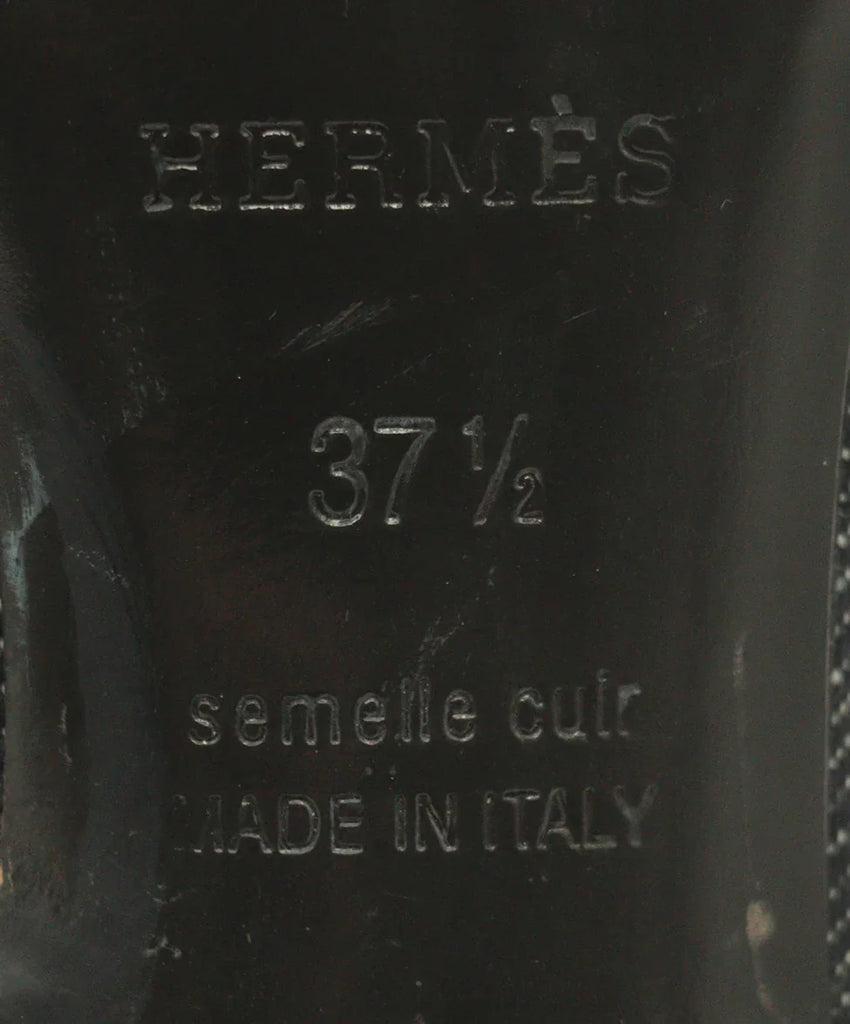 HERMÈS
37 ½
semelle cuir
MADE IN ITALY